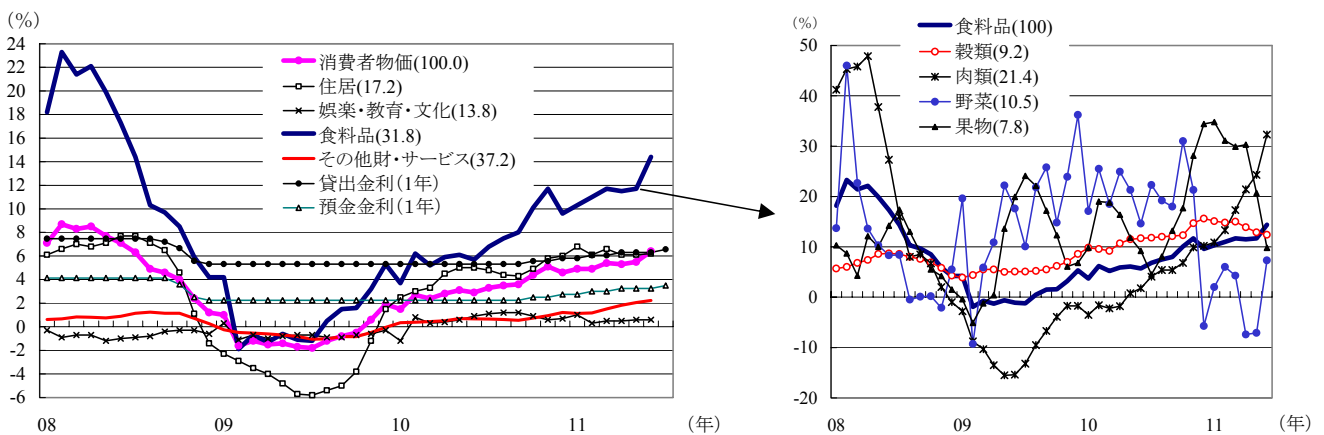 (%)
24
22
20
18
16
14
12
10
8
6
4
2
0
-2
-4
-6
消費者物価(100.0)
住居(17.2)
娯楽・教育・文化(13.8)
食料品(31.8)
その他財・サービス(37.2)
貸出金利(1年)
預金金利(1年)
08 09 10 11 (年)
(%)
50
40
30
20
10
0
-10
-20
食料品(100)
穀類(9.2)
肉類(21.4)
野菜(10.5)
果物(7.8)
08 09 10 11 (年)